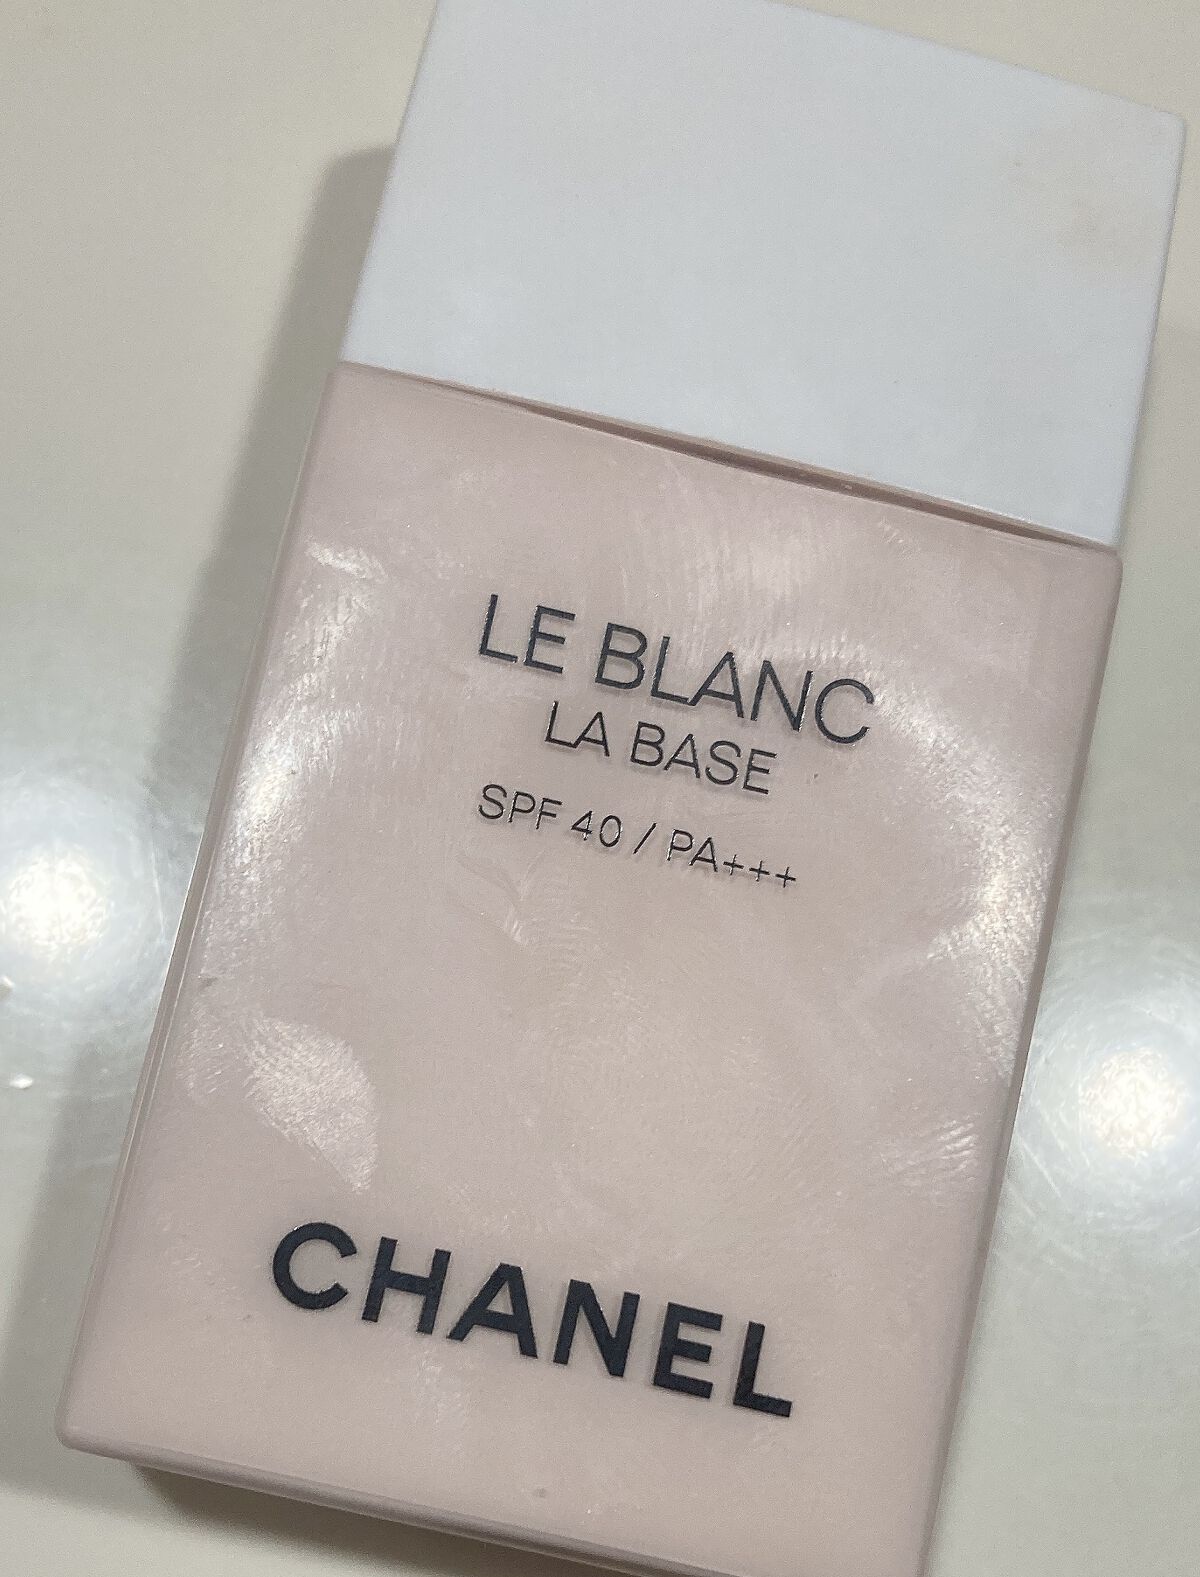 LE BLANC
LA BASE
SPF 40 / PA+++
CHANEL